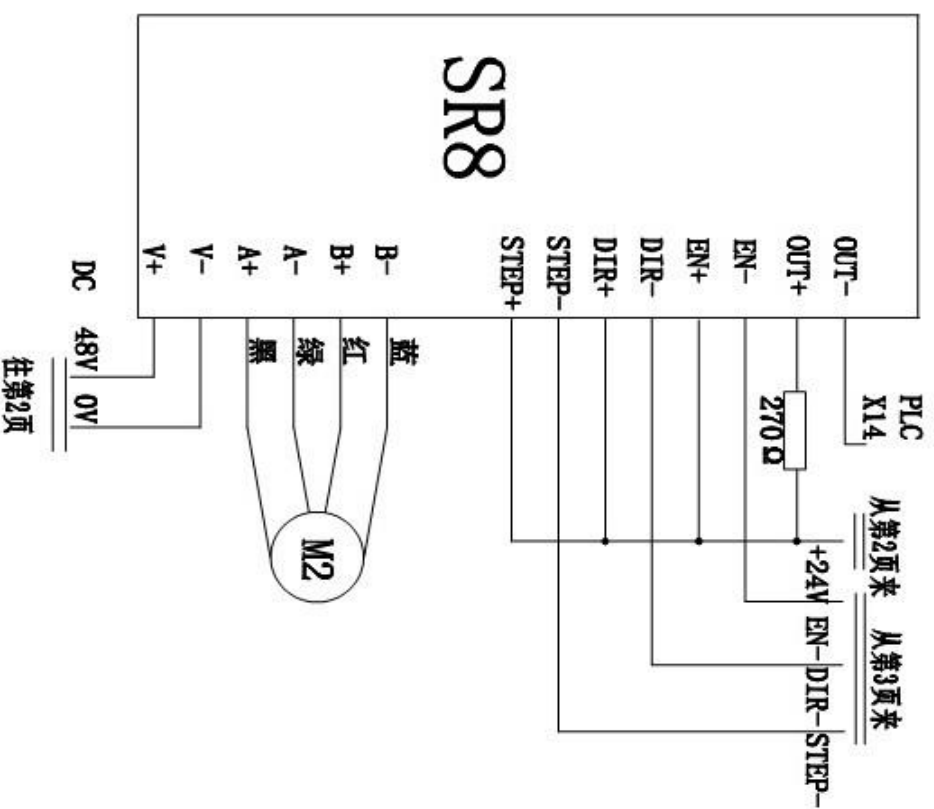 SR8
V+
V-
A+
A-
B+
B-
STEP+
STEP-
DIR+
DIR-
EN+
EN-
OUT+
OUT-
DC
48V
0V
往第2页
黑
绿
红
蓝
M2
270Ω
PLC
X14
从第2页来
+24V
从第3页来
EN-
DIR-
STEP-